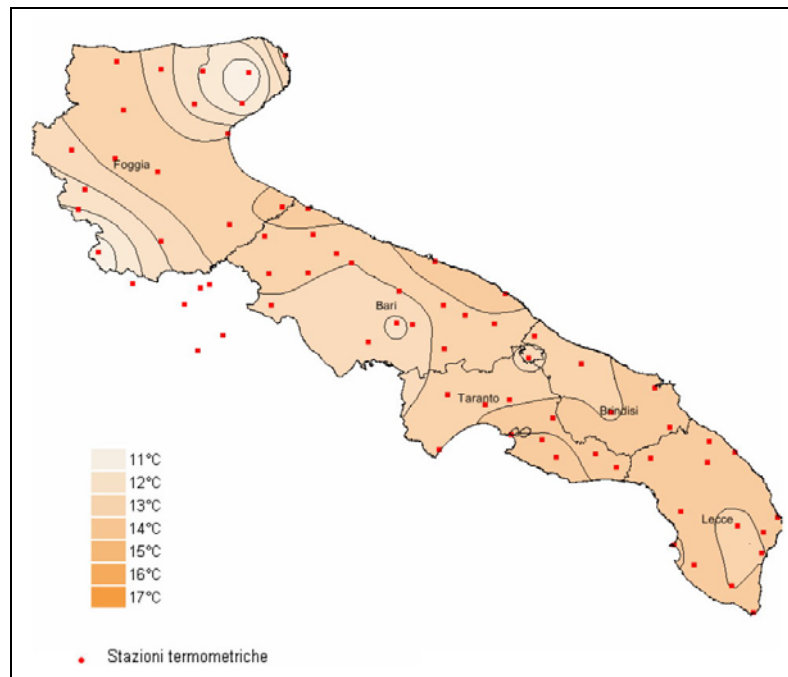 Foggia
Bari
Taranto
Brindisi
Lecce
11°C
12°C
13°C
14°C
15°C
16°C
17°C
Stazioni termometriche